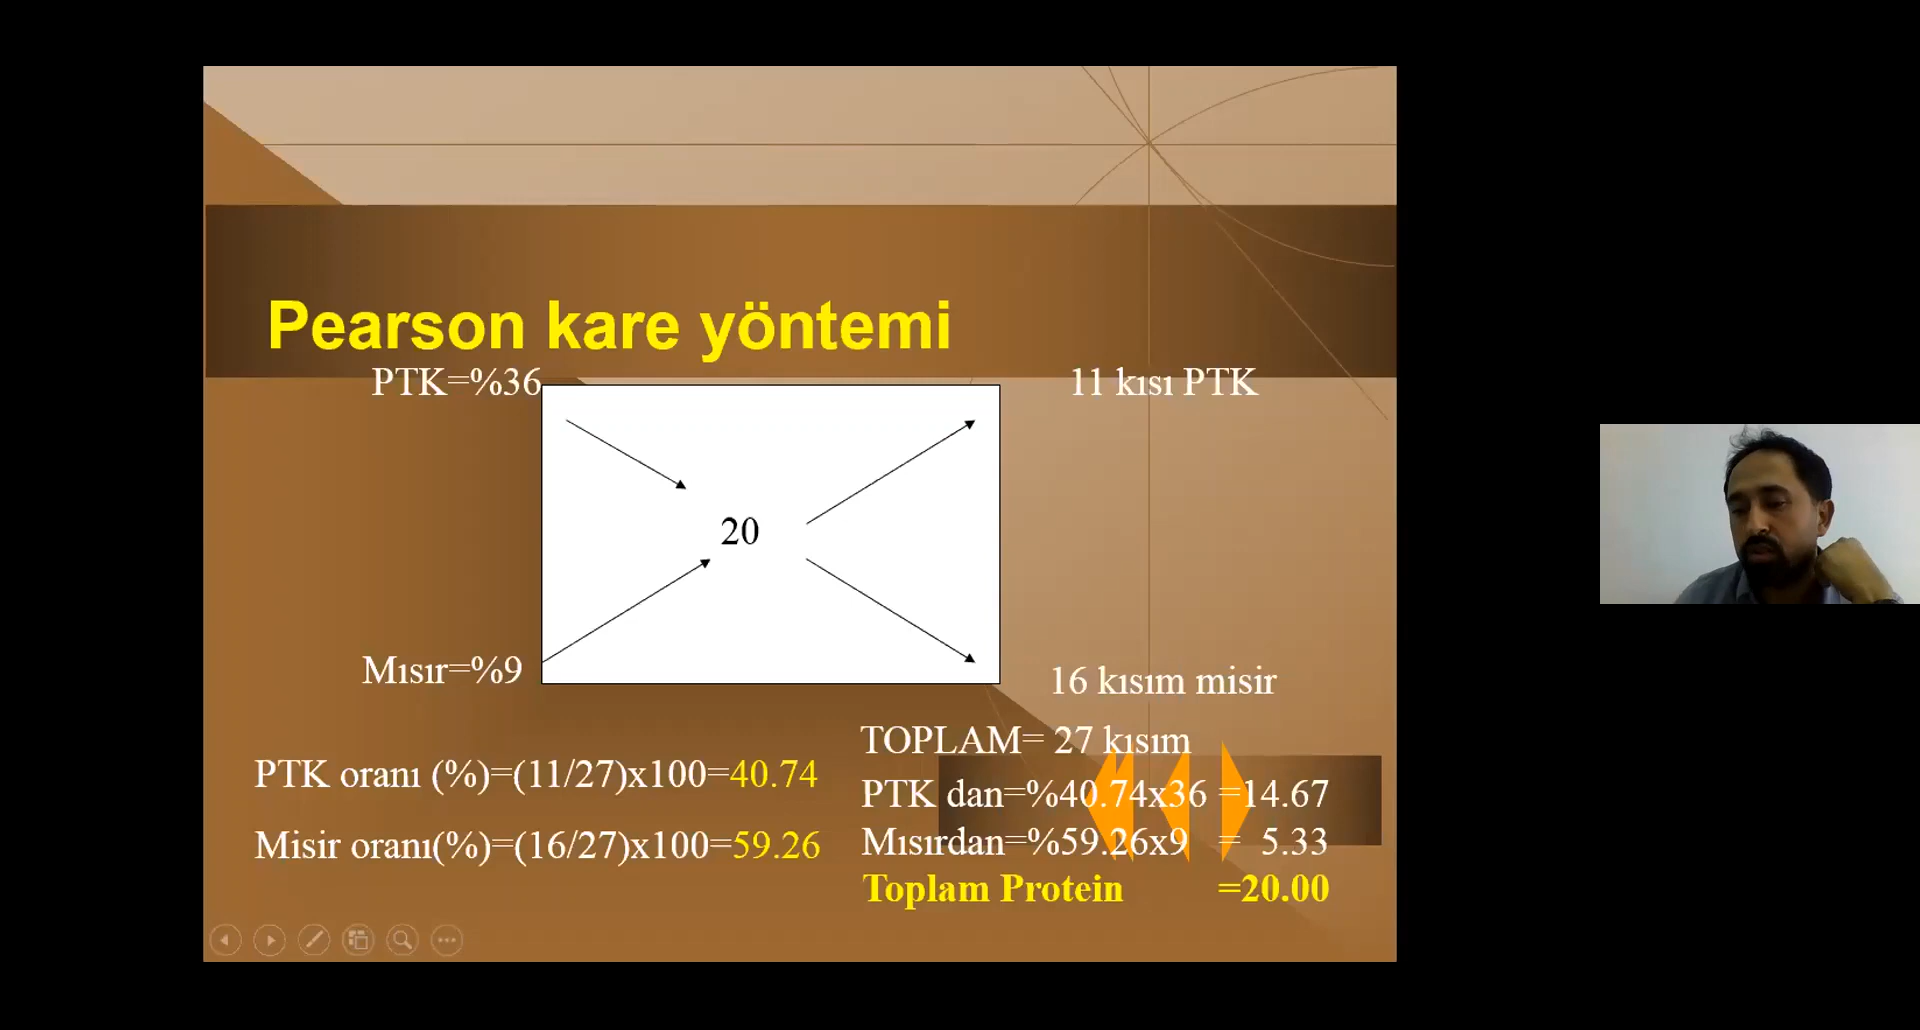 Pearson kare yöntemi
PTK=%36
11 kısı PTK
20
Mısır=%9
16 kısım misir
TOPLAM= 27 kısım
PTK oranı (%)=(11/27)x100=40.74
PTK dan=%40.74x36 =14.67
Misir oranı(%)=(16/27)x100=59.26
Mısırdan=%59.26x9 = 5.33
Toplam Protein =20.00